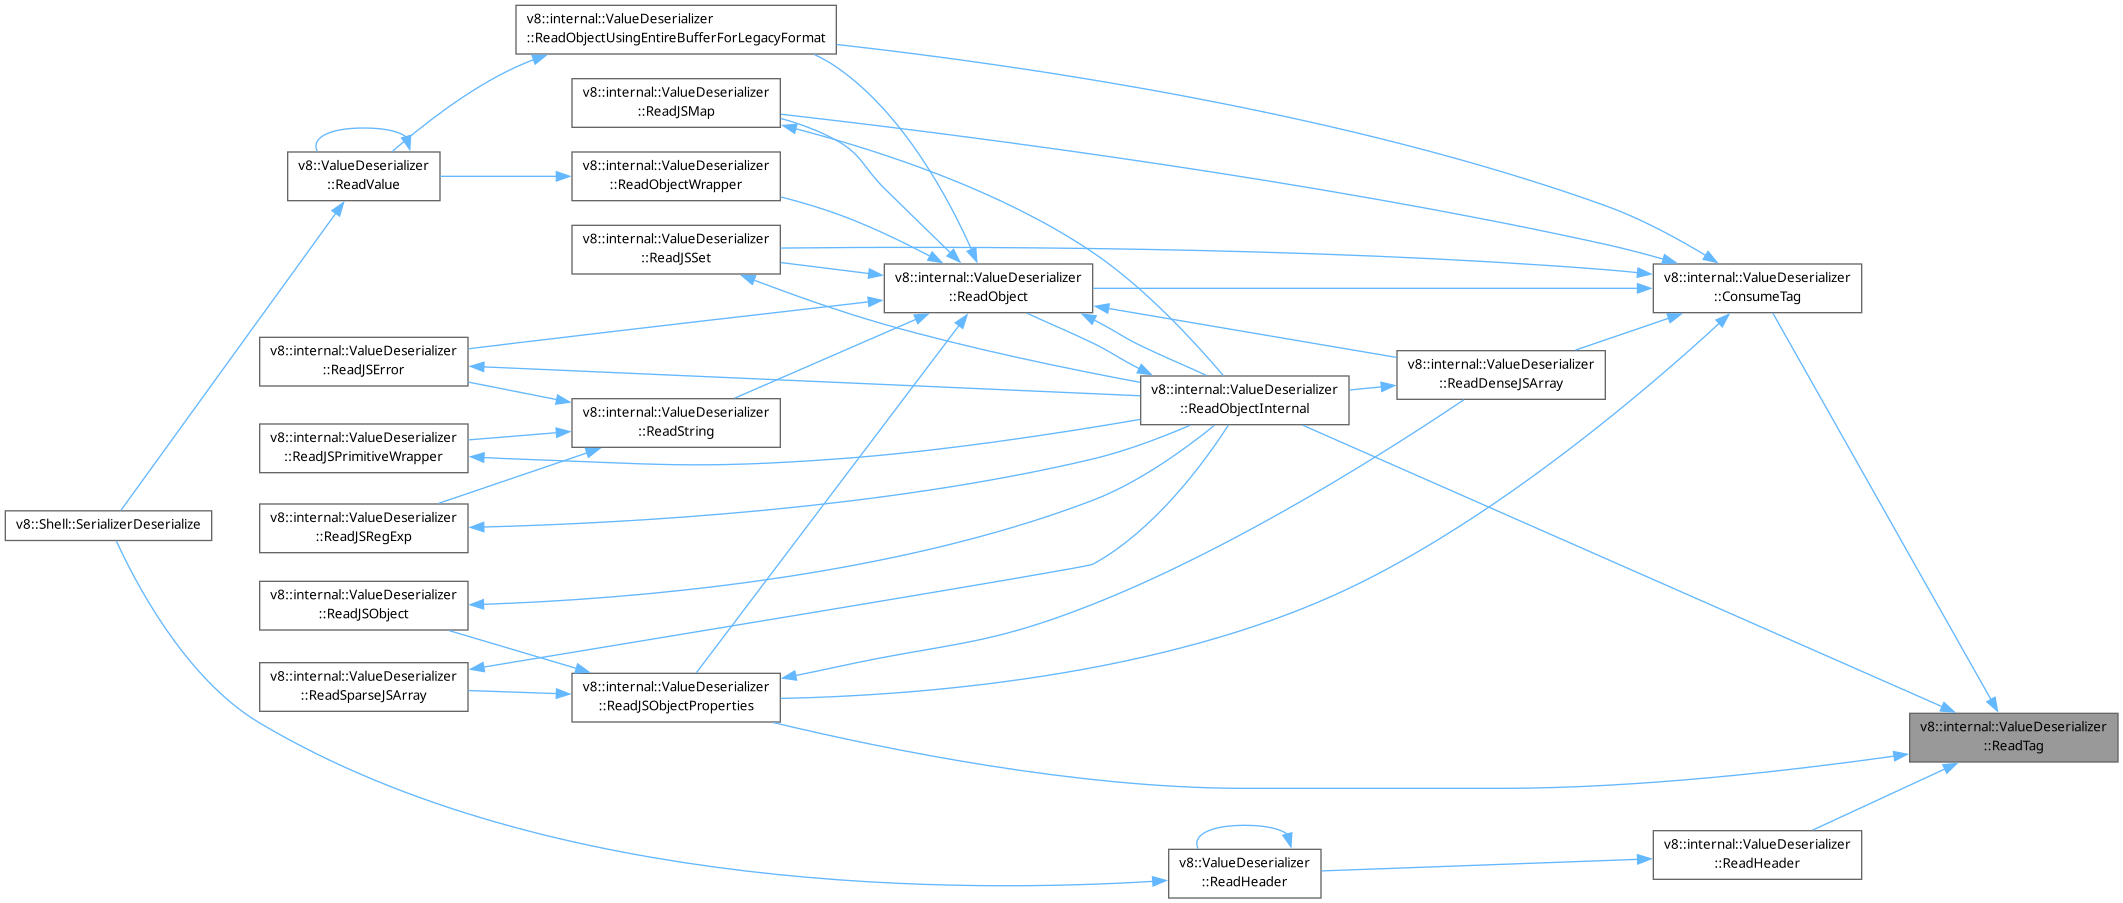 v8::internal::ValueDeserializer
::ReadObjectUsingEntireBufferForLegacyFormat
v8::internal::ValueDeserializer
::ReadJSMap
v8::ValueDeserializer
::ReadValue
v8::internal::ValueDeserializer
::ReadObjectWrapper
v8::internal::ValueDeserializer
::ReadJSSet
v8::internal::ValueDeserializer
::ReadObject
v8::internal::ValueDeserializer
::ConsumeTag
v8::internal::ValueDeserializer
::ReadJSError
v8::internal::ValueDeserializer
::ReadDenseJSArray
v8::internal::ValueDeserializer
::ReadObjectInternal
v8::internal::ValueDeserializer
::ReadString
v8::internal::ValueDeserializer
::ReadJSPrimitiveWrapper
v8::Shell::SerializerDeserialize
v8::internal::ValueDeserializer
::ReadJSRegExp
v8::internal::ValueDeserializer
::ReadJSObject
v8::internal::ValueDeserializer
::ReadSparseJSArray
v8::internal::ValueDeserializer
::ReadJSObjectProperties
v8::internal::ValueDeserializer
::ReadTag
v8::ValueDeserializer
::ReadHeader
v8::internal::ValueDeserializer
::ReadHeader